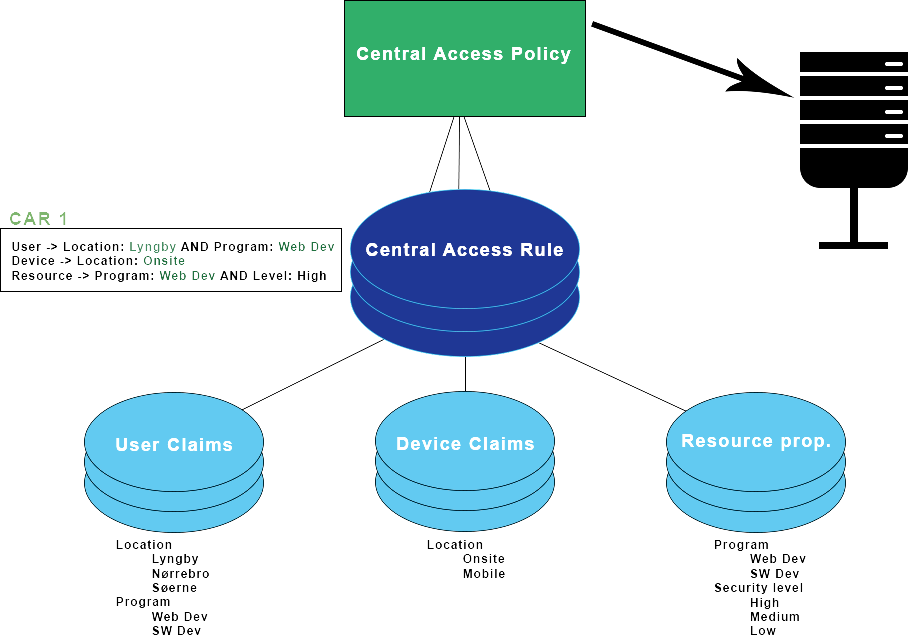 Central Access Policy
CAR 1
User -> Location: Lyngby AND Program: Web Dev
Device -> Location: Onsite
Resource -> Program: Web Dev AND Level: High
Central Access Rule
User Claims
Device Claims
Resource prop.
Location
Lyngby
Nørrebro
Søerne
Program
Web Dev
SW Dev
Location
Onsite
Mobile
Program
Web Dev
SW Dev
Security level
High
Medium
Low